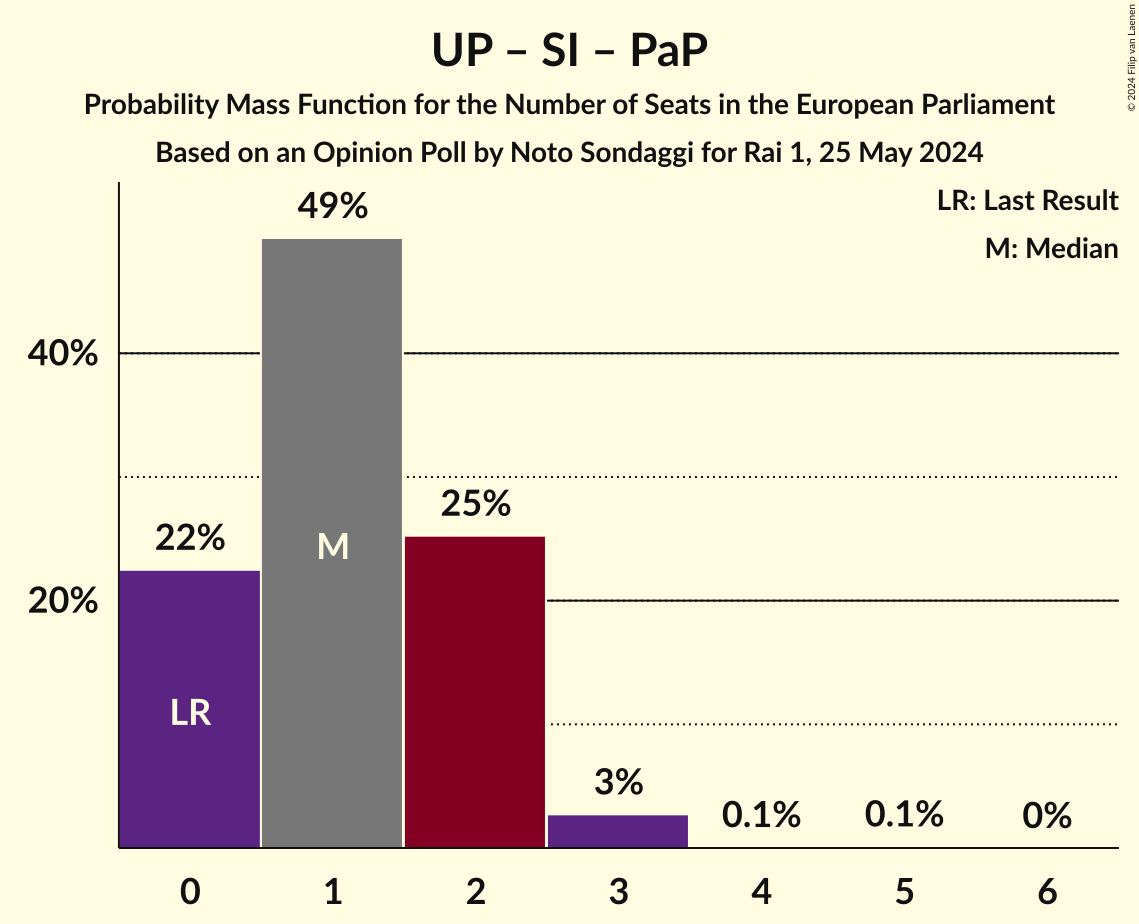 UP – SI – PaP
Probability Mass Function for the Number of Seats in the European Parliament
Based on an Opinion Poll by Noto Sondaggi for Rai 1, 25 May 2024
© 2024 Filip van Laenen
LR: Last Result
M: Median
49%
40%
25%
22%
M
20%
LR
3%
0.1%
0.1%
0%
0
1
2
3
4
5
6